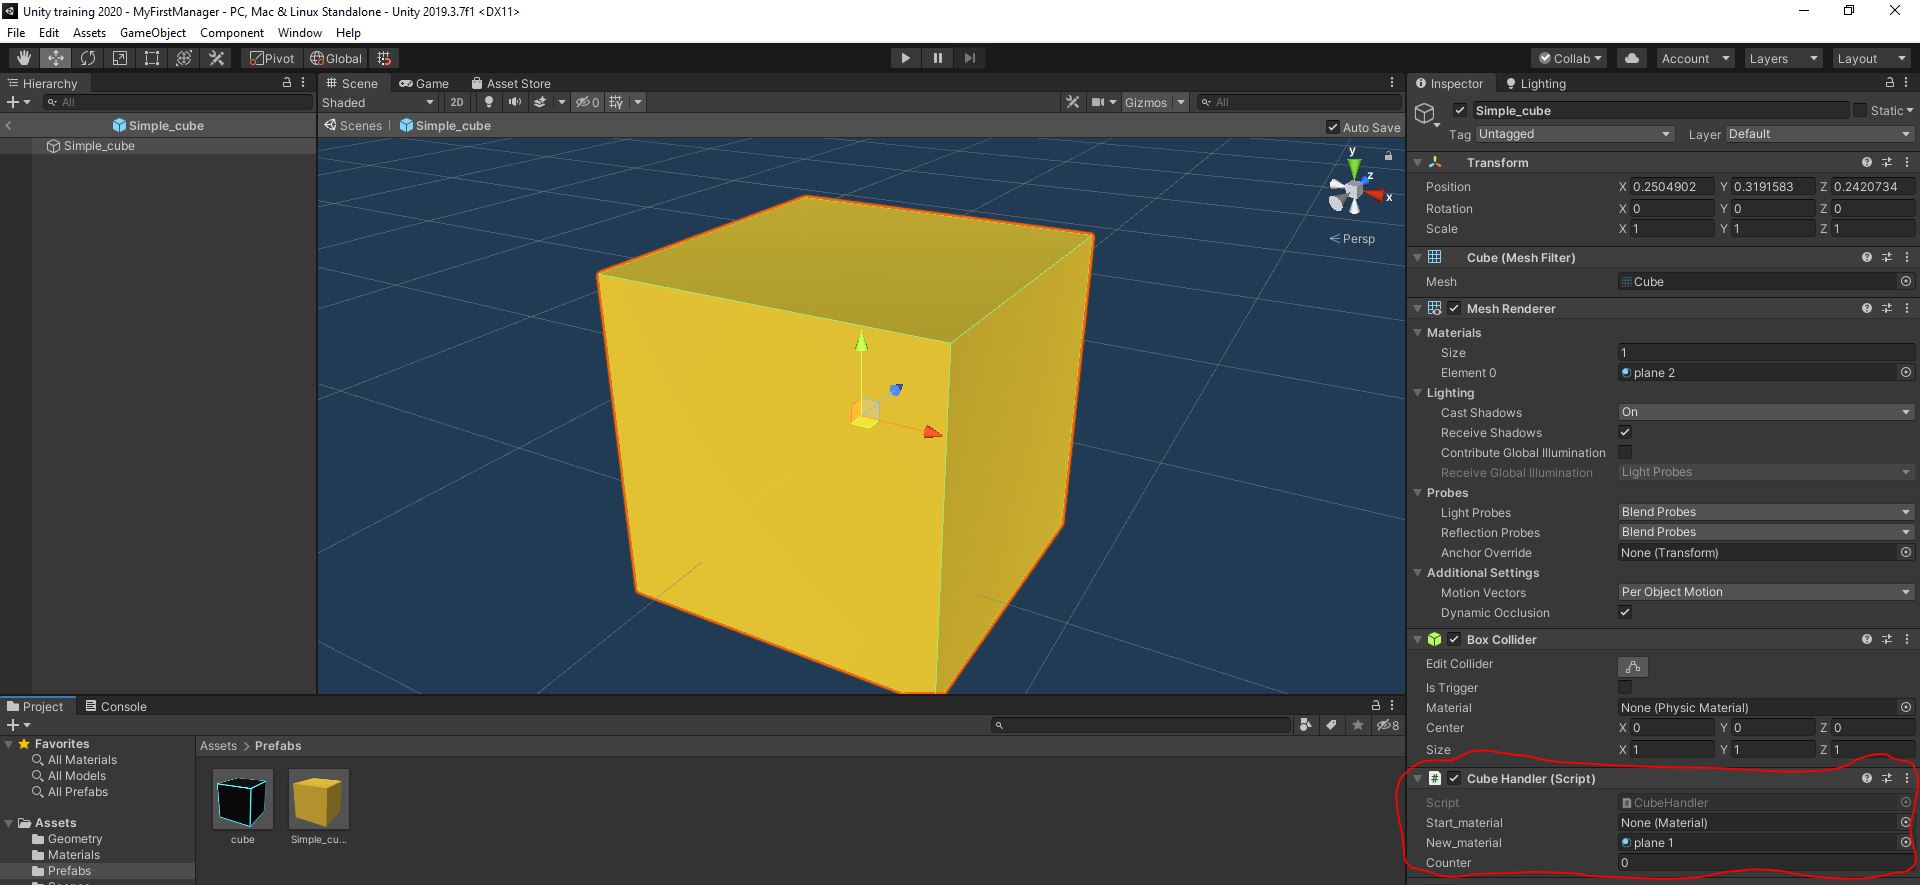 Unity training 2020 - MyFirstManager - PC, Mac & Linux Standalone - Unity 2019.3.7f1 <DX11>
File Edit Assets GameObject Component Window Help
Pivot Global Collab Account Layers Layout
Hierarchy
All
Simple_cube
Simple_cube
Scene Game Asset Store
Shaded 2D 0 Gizmos All
Scenes Simple_cube Auto Save
y
z
x
Persp
Inspector Lighting
Simple_cube Static
Tag Untagged Layer Default
Transform
Position X 0.2504902 Y 0.3191583 Z 0.2420734
Rotation X 0 Y 0 Z 0
Scale X 1 Y 1 Z 1
Cube (Mesh Filter)
Mesh Cube
Mesh Renderer
Materials
Size 1
Element 0 plane 2
Lighting
Cast Shadows On
Receive Shadows
Contribute Global Illumination
Receive Global Illumination Light Probes
Probes
Light Probes Blend Probes
Reflection Probes Blend Probes
Anchor Override None (Transform)
Additional Settings
Motion Vectors Per Object Motion
Dynamic Occlusion
Box Collider
Edit Collider
Is Trigger
Material None (Physic Material)
Center X 0 Y 0 Z 0
Size X 1 Y 1 Z 1
Cube Handler (Script)
Script CubeHandler
Start_material None (Material)
New_material plane 1
Counter 0
Project Console
8
Favorites
All Materials
All Models
All Prefabs
Assets
Geometry
Materials
Prefabs
Assets > Prefabs
cube Simple_cu...